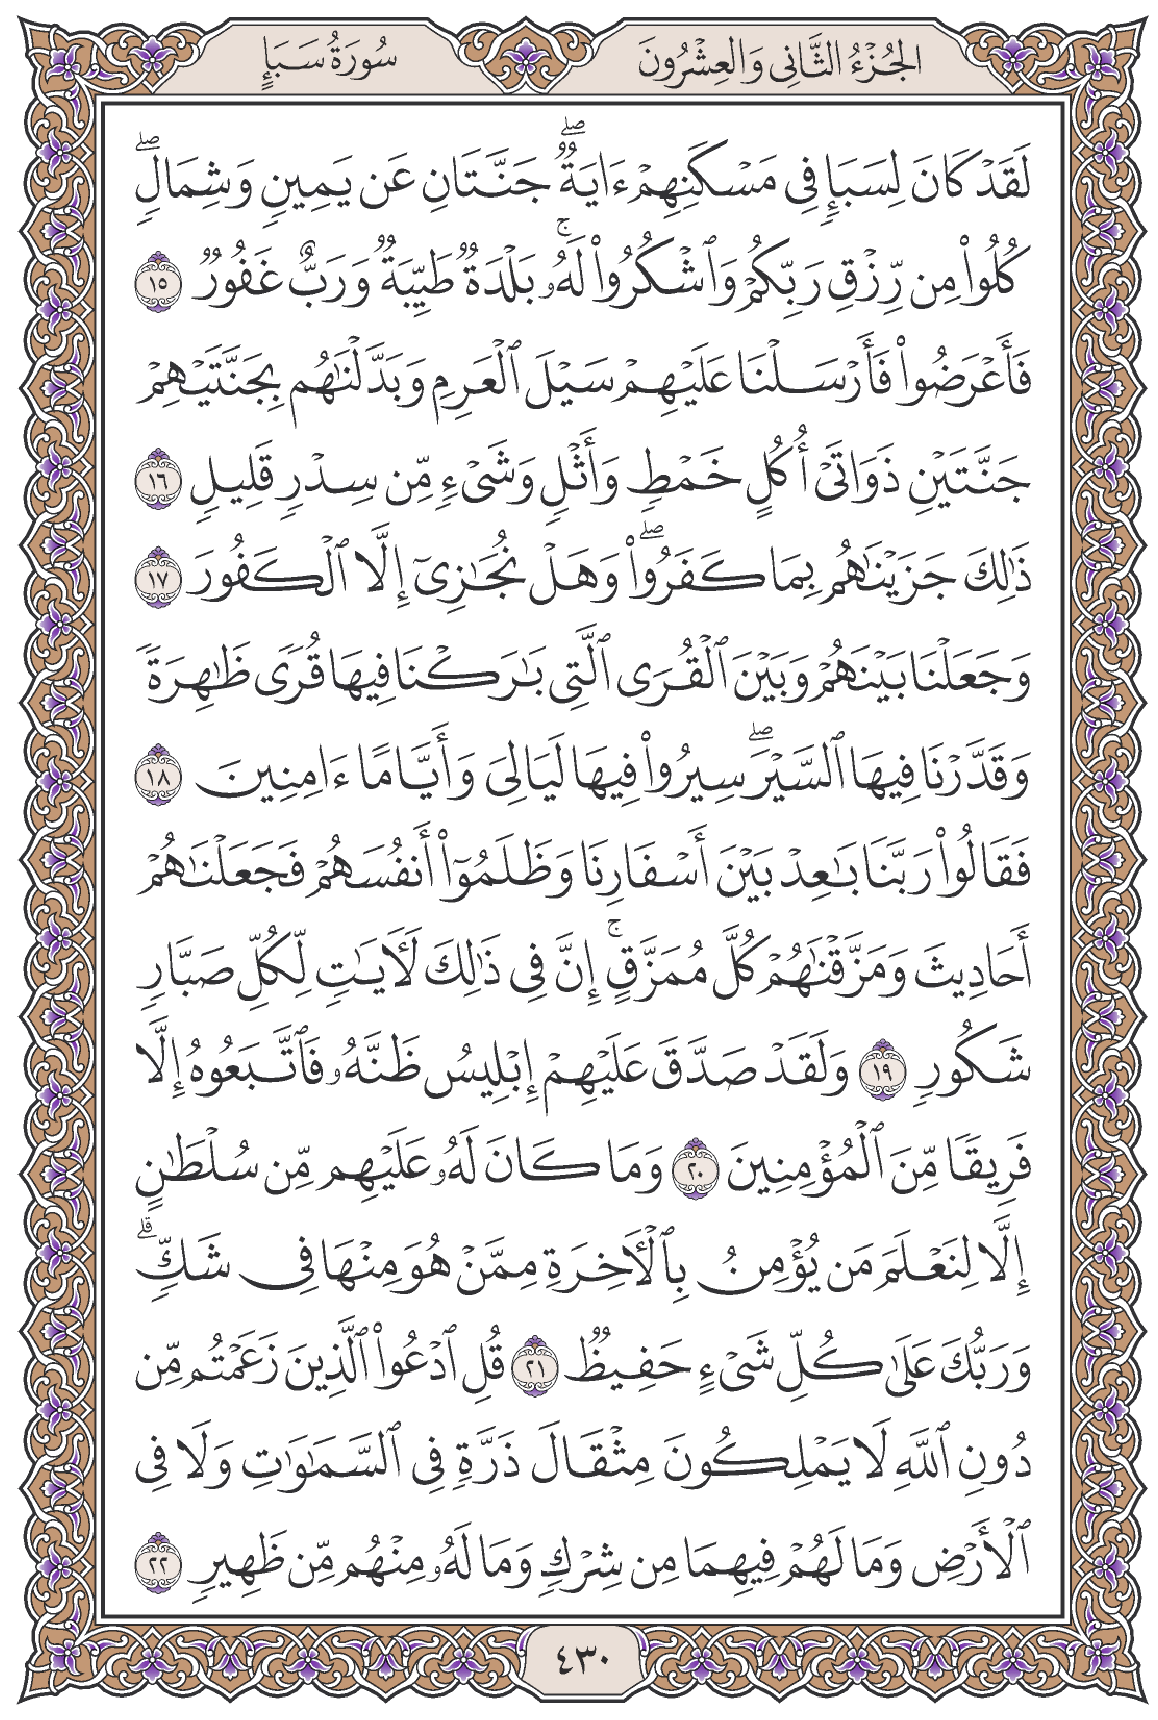 الجُزْءُ الثَّانِي وَالعِشْرُونَ
سُورَةُ سَبَإٍ
لَقَدۡ كَانَ لِسَبَإٖ فِي مَسۡكَنِهِمۡ ءَايَةٞۖ جَنَّتَانِ عَن يَمِينٖ وَشِمَالٖۖ
كُلُواْ مِن رِّزۡقِ رَبِّكُمۡ وَٱشۡكُرُواْ لَهُۥۚ بَلۡدَةٞ طَيِّبَةٞ وَرَبٌّ غَفُورٞ ١٥
فَأَعۡرَضُواْ فَأَرۡسَلۡنَا عَلَيۡهِمۡ سَيۡلَ ٱلۡعَرِمِ وَبَدَّلۡنَٰهُم بِجَنَّتَيۡهِمۡ
جَنَّتَيۡنِ ذَوَاتَيۡ أُكُلٍ خَمۡطٖ وَأَثۡلٖ وَشَيۡءٖ مِّن سِدۡرٖ قَلِيلٖ ١٦
ذَٰلِكَ جَزَيۡنَٰهُم بِمَا كَفَرُواْۖ وَهَلۡ نُجَٰزِيٓ إِلَّا ٱلۡكَفُورَ ١٧
وَجَعَلۡنَا بَيۡنَهُمۡ وَبَيۡنَ ٱلۡقُرَى ٱلَّتِي بَٰرَكۡنَا فِيهَا قُرٗى ظَٰهِرَةٗ
وَقَدَّرۡنَا فِيهَا ٱلسَّيۡرَۖ سِيرُواْ فِيهَا لَيَالِيَ وَأَيَّامًا ءَامِنِينَ ١٨
فَقَالُواْ رَبَّنَا بَٰعِدۡ بَيۡنَ أَسۡفَارِنَا وَظَلَمُوٓاْ أَنفُسَهُمۡ فَجَعَلۡنَٰهُمۡ
أَحَادِيثَ وَمَزَّقۡنَٰهُمۡ كُلَّ مُمَزَّقٍۚ إِنَّ فِي ذَٰلِكَ لَأٓيَٰتٖ لِّكُلِّ صَبَّارٖ
شَكُورٖ ١٩ وَلَقَدۡ صَدَّقَ عَلَيۡهِمۡ إِبۡلِيسُ ظَنَّهُۥ فَٱتَّبَعُوهُ إِلَّا
فَرِيقٗا مِّنَ ٱلۡمُؤۡمِنِينَ ٢٠ وَمَا كَانَ لَهُۥ عَلَيۡهِم مِّن سُلۡطَٰنٍ
إِلَّا لِنَعۡلَمَ مَن يُؤۡمِنُ بِٱلۡأٓخِرَةِ مِمَّنۡ هُوَ مِنۡهَا فِي شَكّٖۗ
وَرَبُّكَ عَلَىٰ كُلِّ شَيۡءٍ حَفِيظٞ ٢١ قُلِ ٱدۡعُواْ ٱلَّذِينَ زَعَمۡتُم مِّن
دُونِ ٱللَّهِ لَا يَمۡلِكُونَ مِثۡقَالَ ذَرَّةٖ فِي ٱلسَّمَٰوَٰتِ وَلَا فِي
ٱلۡأَرۡضِ وَمَا لَهُمۡ فِيهِمَا مِن شِرۡكٖ وَمَا لَهُۥ مِنۡهُم مِّن ظَهِيرٖ ٢٢
٤٣٠